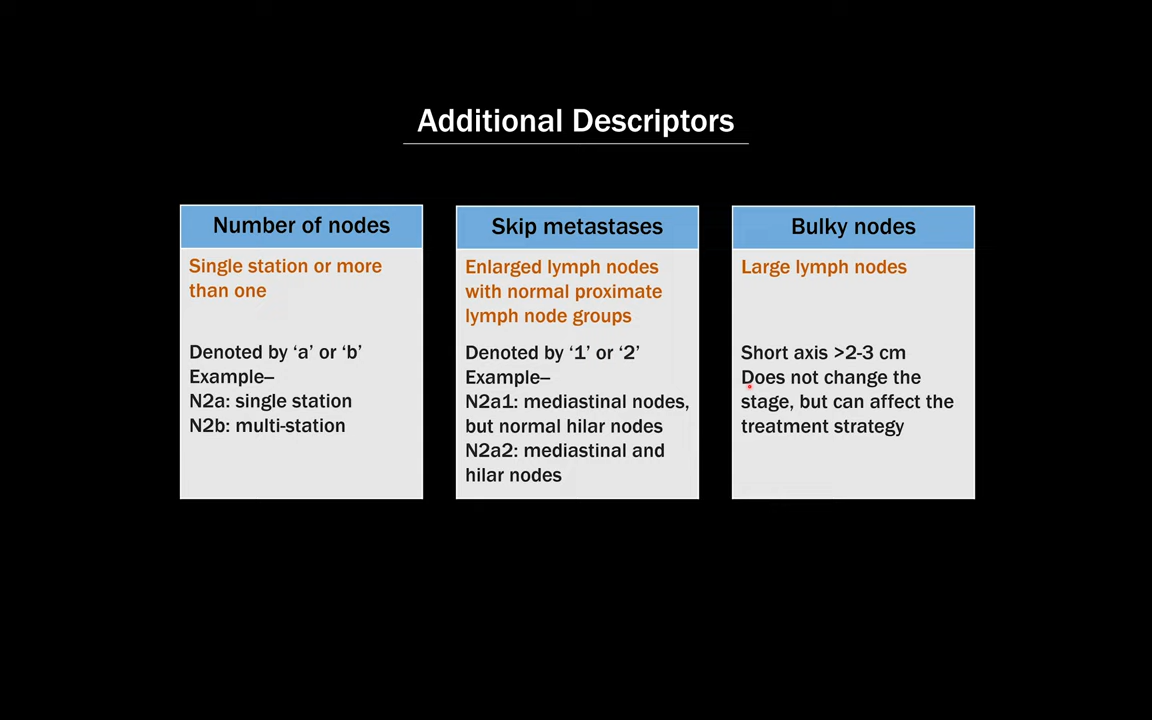 Additional Descriptors
Number of nodes
Single station or more
than one
Denoted by ‘a’ or ‘b’
Example–
N2a: single station
N2b: multi-station
Skip metastases
Enlarged lymph nodes
with normal proximate
lymph node groups
Denoted by ‘1’ or ‘2’
Example–
N2a1: mediastinal nodes,
but normal hilar nodes
N2a2: mediastinal and
hilar nodes
Bulky nodes
Large lymph nodes
Short axis >2-3 cm
Does not change the
stage, but can affect the
treatment strategy